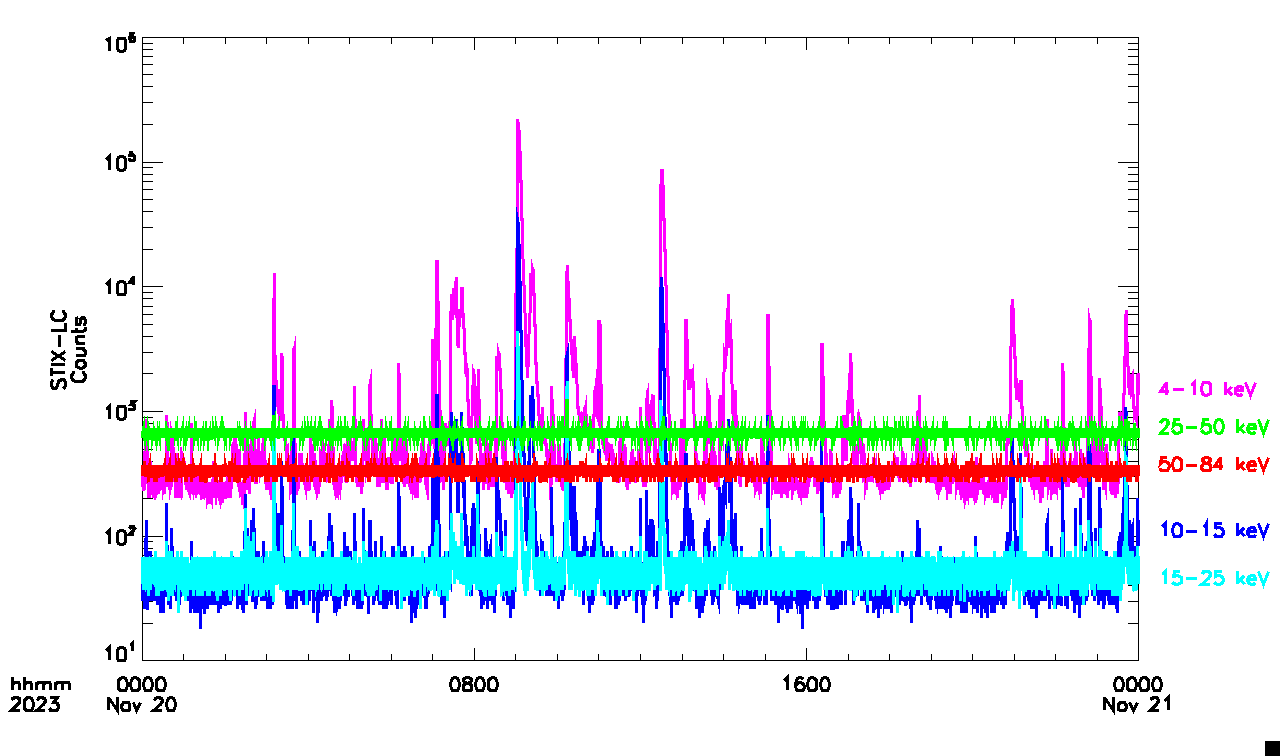 10⁶
10⁵
10⁴
10³
10²
10¹
STIX-LC
Counts
4-10 keV
25-50 keV
50-84 keV
10-15 keV
15-25 keV
hhmm 0000 0800 1600 0000
2023 Nov 20 Nov 21